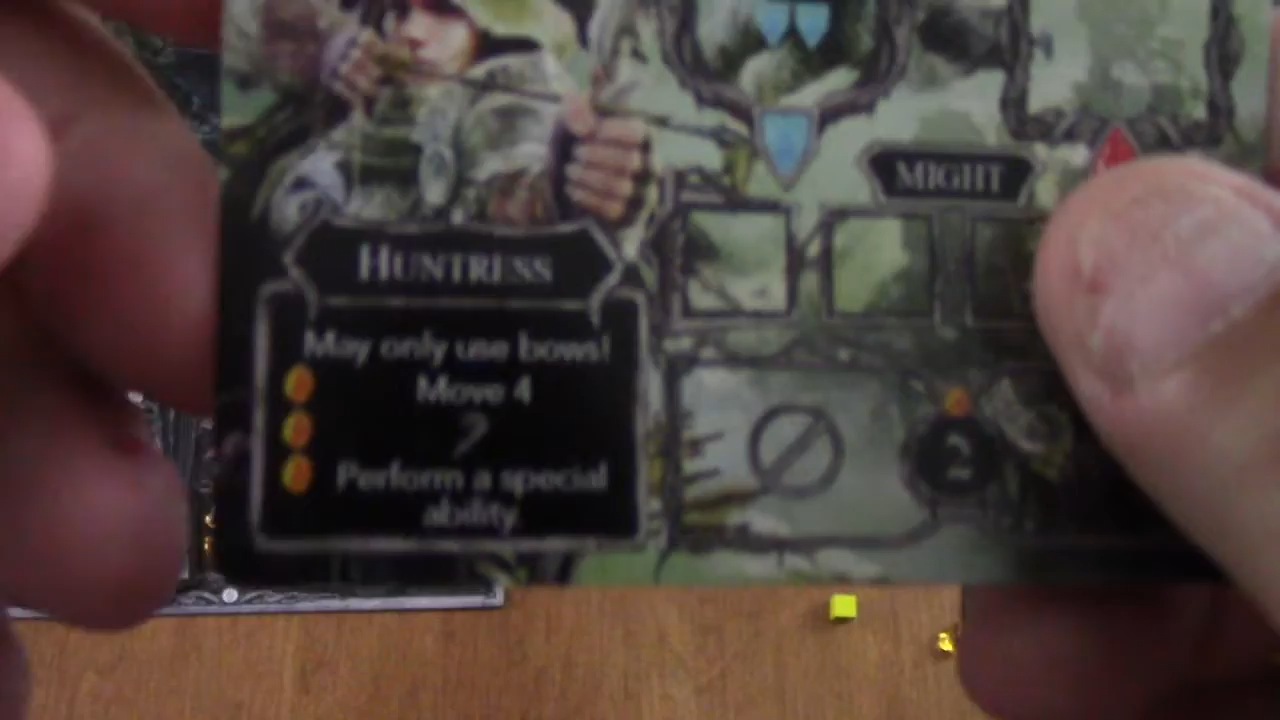 MIGHT
HUNTRESS
May only use bows!
Move 4
?
Perform a special
ability.
2